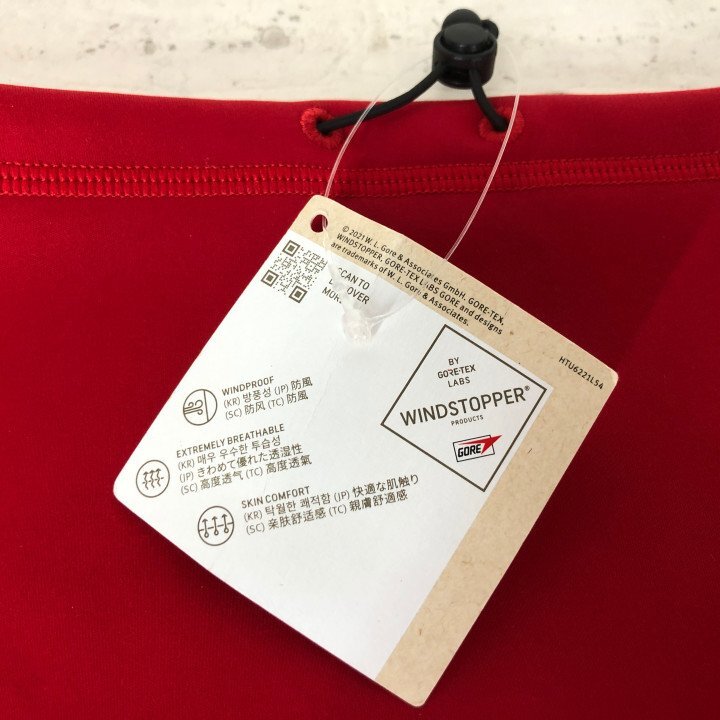 © 2021 W. L. Gore & Associates GmbH. GORE-TEX,
WINDSTOPPER, GORE-TEX LABS GORE and designs
are trademarks of W. L. Gore & Associates.
SCAN TO
DISCOVER
MORE
HTU6221LS4
BY
GORE-TEX
LABS
WINDSTOPPER®
PRODUCTS
GORE
WINDPROOF
(KR) 방풍성 (JP) 防風
(SC) 防风 (TC) 防風
EXTREMELY BREATHABLE
(KR) 매우 우수한 투습성
(JP) きわめて優れた透湿性
(SC) 高度透气 (TC) 高度透氣
SKIN COMFORT
(KR) 탁월한 쾌적함 (JP) 快適な肌触り
(SC) 亲肤舒适感 (TC) 親膚舒適感